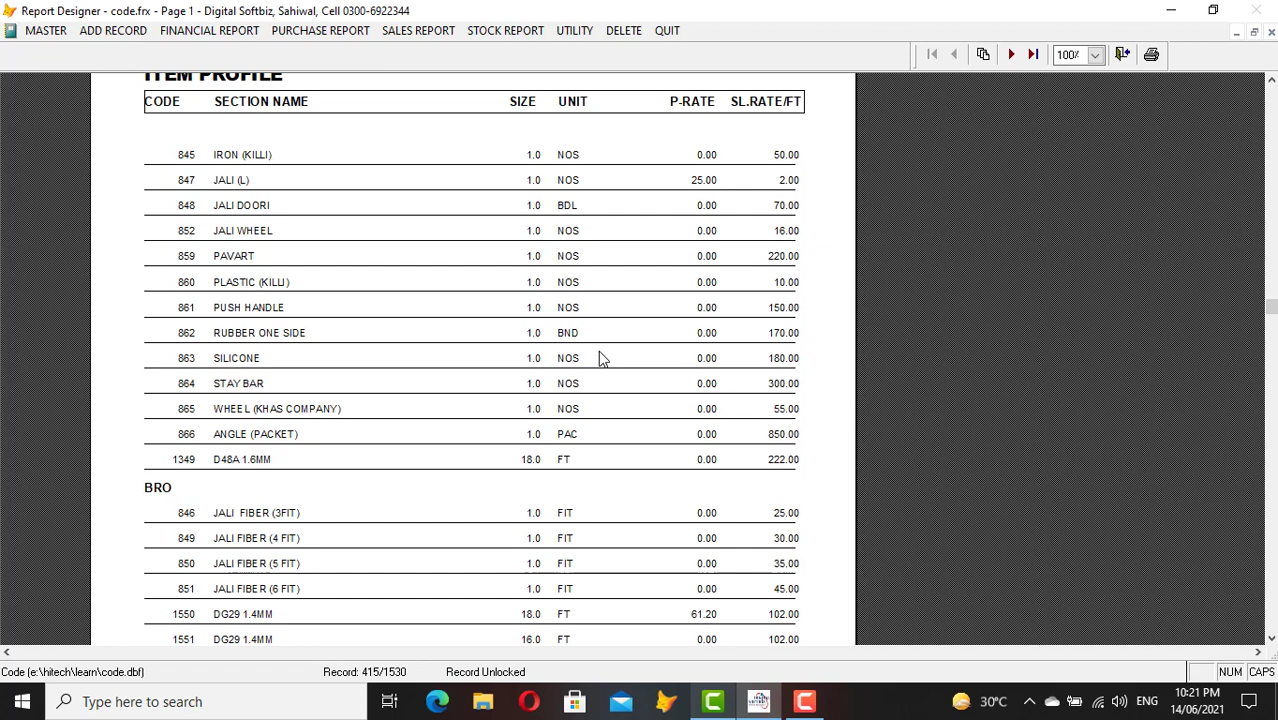 Report Designer - code.frx - Page 1 - Digital Softbiz, Sahiwal, Cell 0300-6922344
MASTER ADD RECORD FINANCIAL REPORT PURCHASE REPORT SALES REPORT STOCK REPORT UTILITY DELETE QUIT
100%
ITEM PROFILE
CODE SECTION NAME SIZE UNIT P-RATE SL.RATE/FT
845 IRON (KILLI) 1.0 NOS 0.00 50.00
847 JALI (L) 1.0 NOS 25.00 2.00
848 JALI DOORI 1.0 BDL 0.00 70.00
852 JALI WHEEL 1.0 NOS 0.00 16.00
859 PAVART 1.0 NOS 0.00 220.00
860 PLASTIC (KILLI) 1.0 NOS 0.00 10.00
861 PUSH HANDLE 1.0 NOS 0.00 150.00
862 RUBBER ONE SIDE 1.0 BND 0.00 170.00
863 SILICONE 1.0 NOS 0.00 180.00
864 STAY BAR 1.0 NOS 0.00 300.00
865 WHEEL (KHAS COMPANY) 1.0 NOS 0.00 55.00
866 ANGLE (PACKET) 1.0 PAC 0.00 850.00
1349 D48A 1.6MM 18.0 FT 0.00 222.00
BRO
846 JALI FIBER (3FIT) 1.0 FIT 0.00 25.00
849 JALI FIBER (4 FIT) 1.0 FIT 0.00 30.00
850 JALI FIBER (5 FIT) 1.0 FIT 0.00 35.00
851 JALI FIBER (6 FIT) 1.0 FIT 0.00 45.00
1550 DG29 1.4MM 18.0 FT 61.20 102.00
1551 DG29 1.4MM 16.0 FT 0.00 102.00
Code (e:\hitech\learn\code.dbf) Record: 415/1530 Record Unlocked NUM CAPS
Type here to search 30°C ENG 10:21 PM
14/06/2021